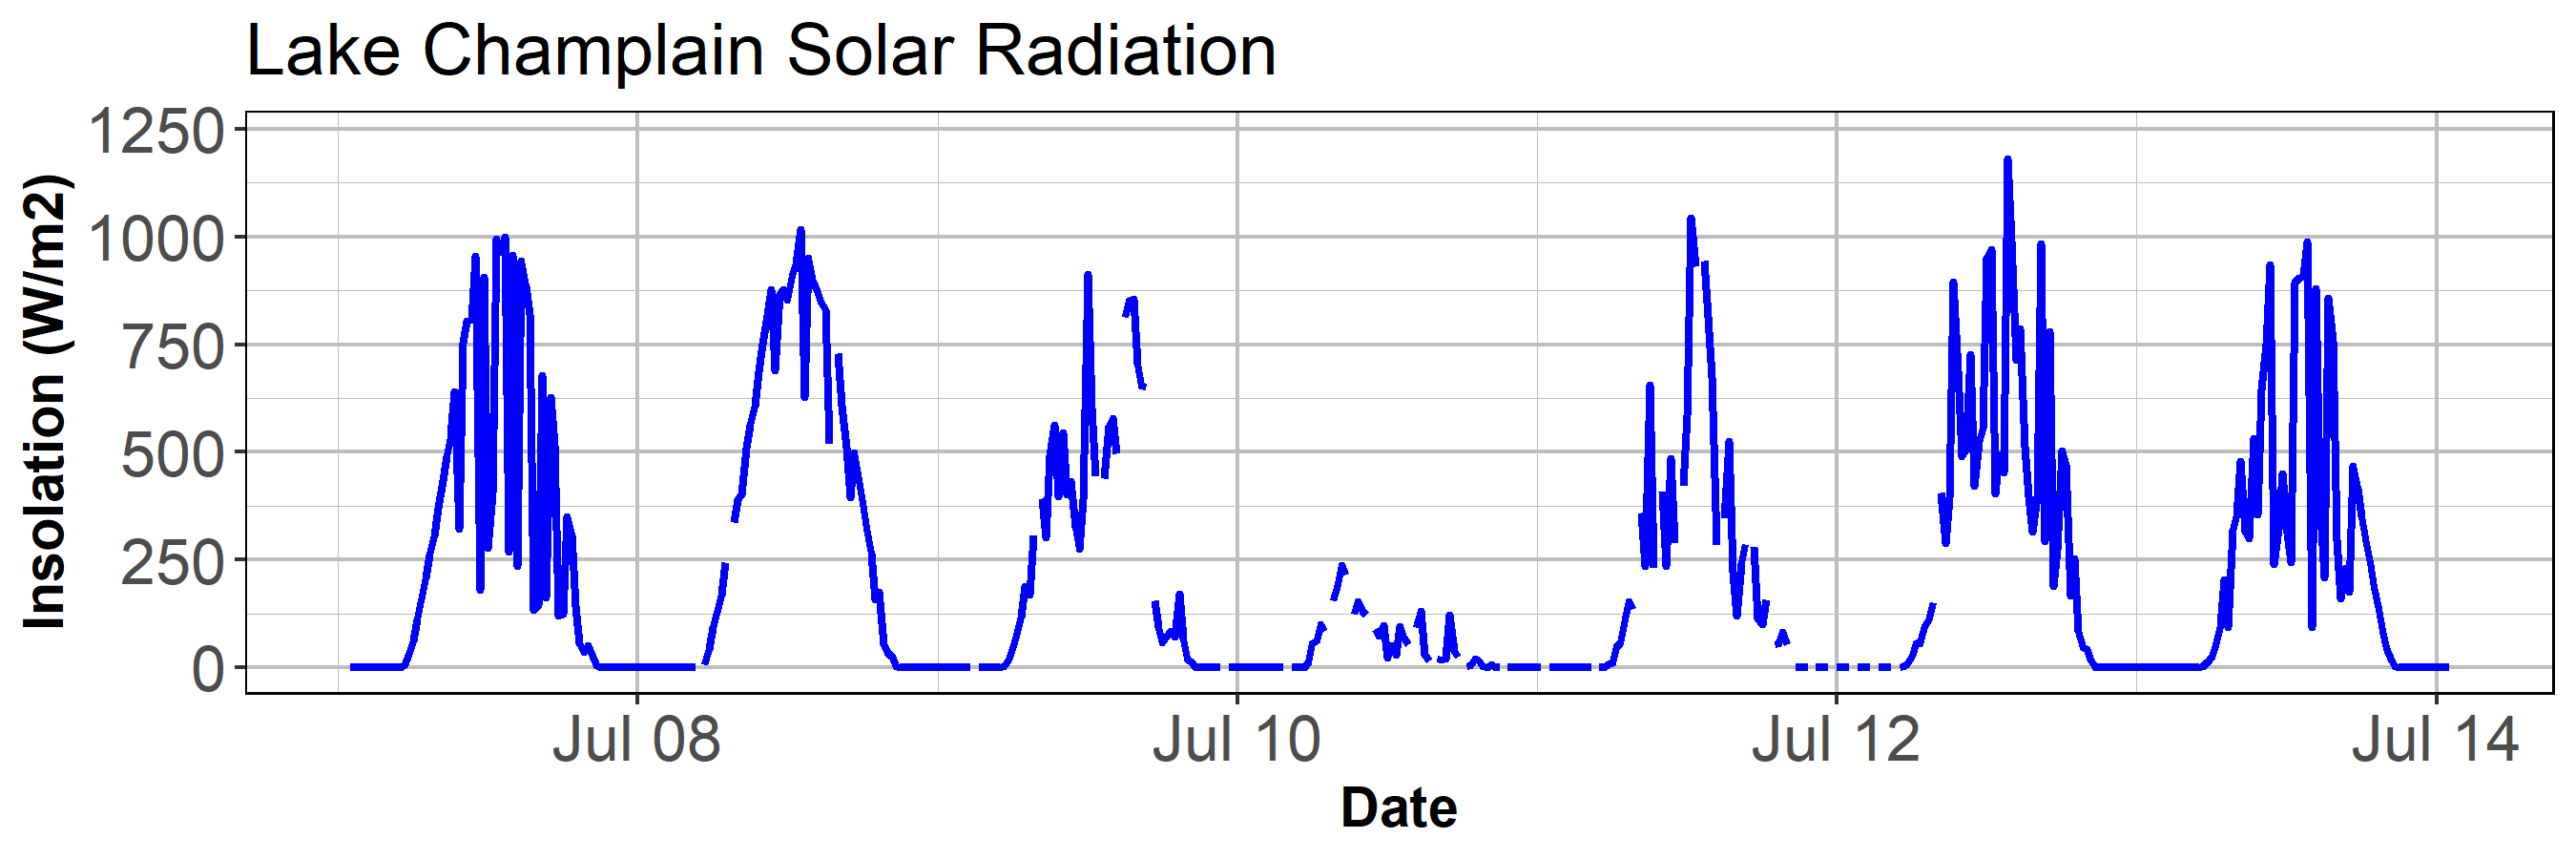 Lake Champlain Solar Radiation
Insolation (W/m2)
1250
1000
750
500
250
0
Jul 08
Jul 10
Jul 12
Jul 14
Date